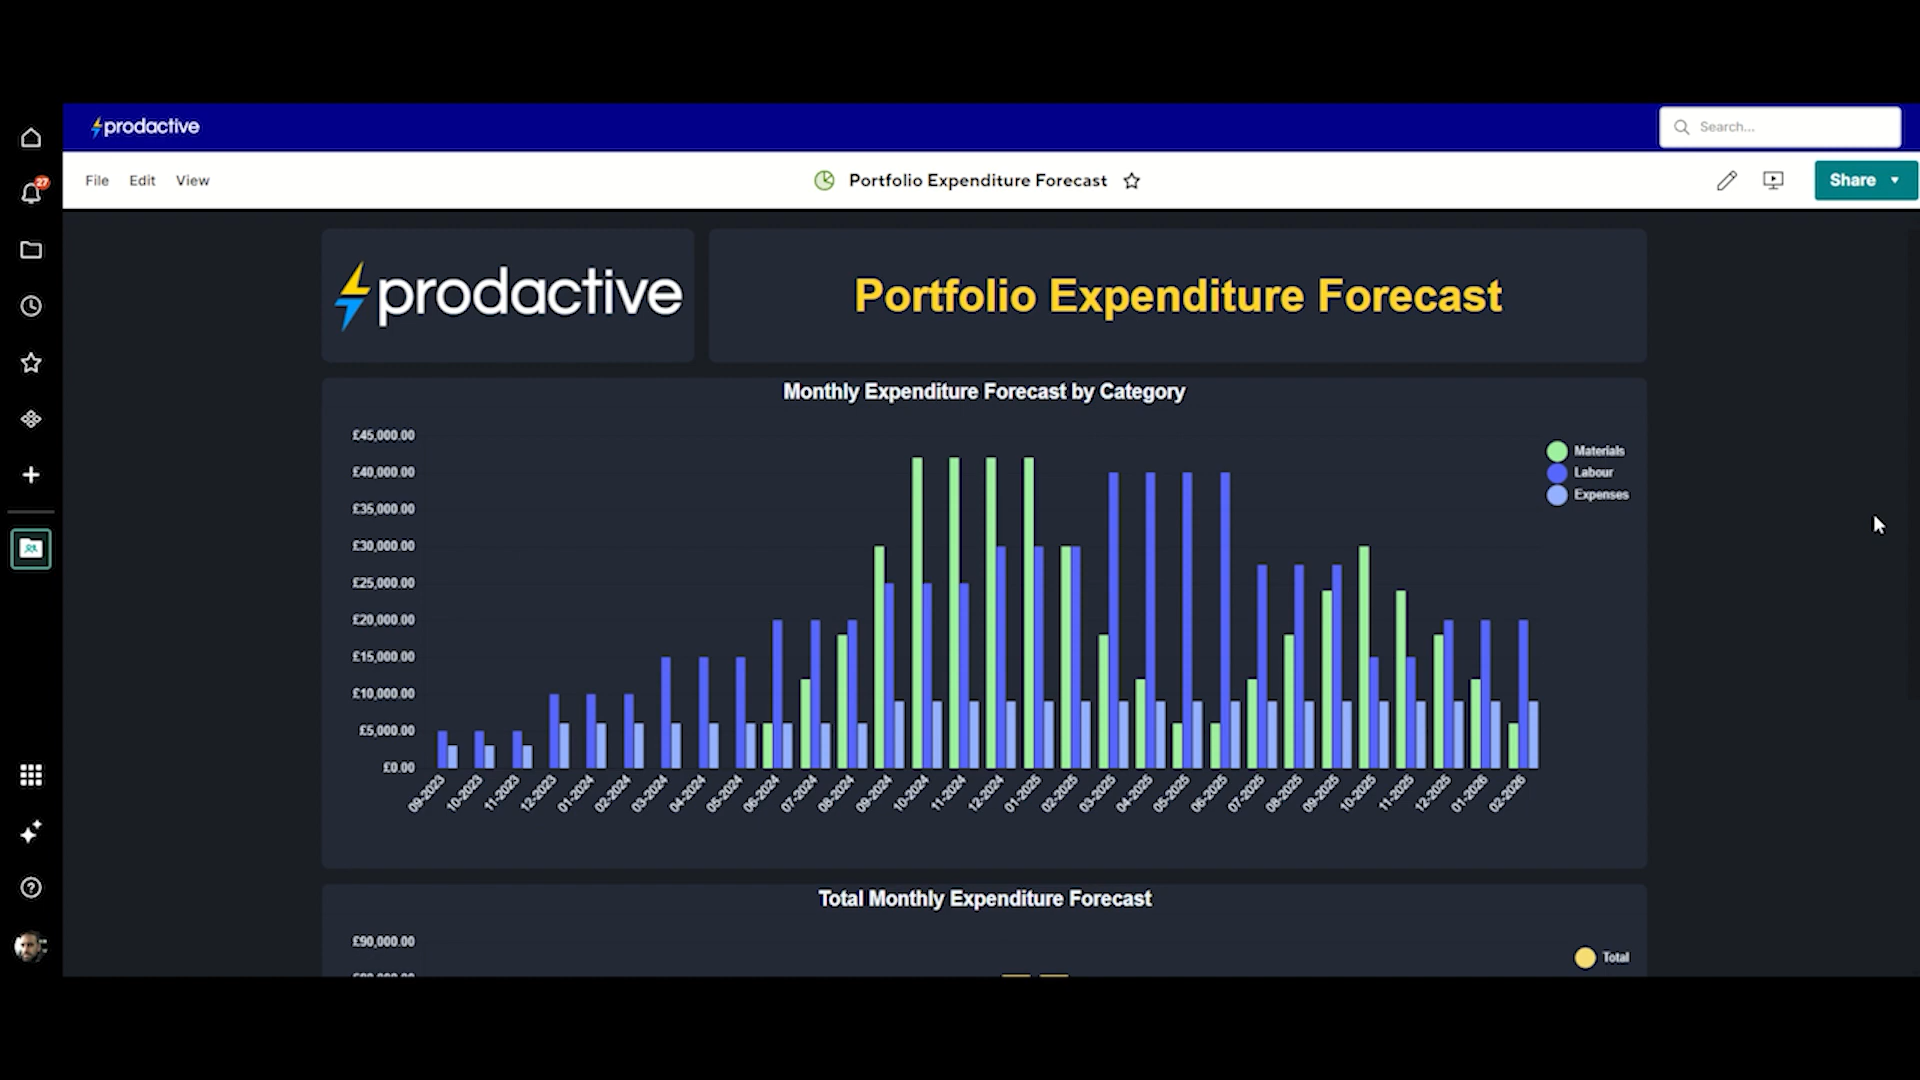 prodactive
Search...
27
File Edit View
Portfolio Expenditure Forecast
Share
prodactive
Portfolio Expenditure Forecast
Monthly Expenditure Forecast by Category
£45,000.00
£40,000.00
£35,000.00
£30,000.00
£25,000.00
£20,000.00
£15,000.00
£10,000.00
£5,000.00
£0.00
Materials
Labour
Expenses
09-2023 10-2023 11-2023 12-2023 01-2024 02-2024 03-2024 04-2024 05-2024 06-2024 07-2024 08-2024 09-2024 10-2024 11-2024 12-2024 01-2025 02-2025 03-2025 04-2025 05-2025 06-2025 07-2025 08-2025 09-2025 10-2025 11-2025 12-2025 01-2026 02-2026
Total Monthly Expenditure Forecast
£90,000.00
Total